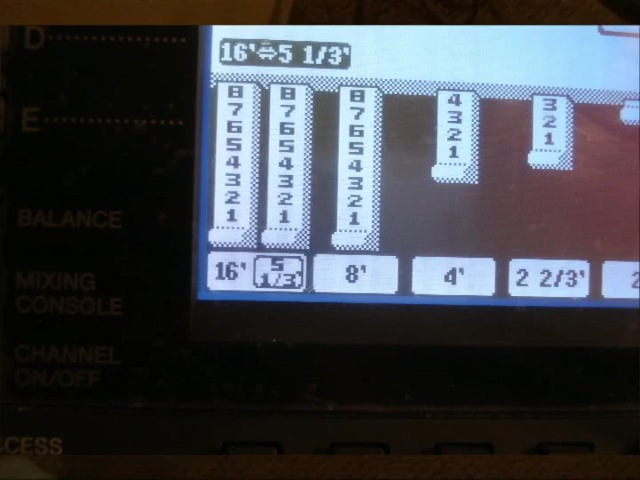 D
16'⇔5 1/3'
8 8 8 4 3
7 7 7 3 2
6 6 6 2 1
5 5 5 1
4 4 4
3 3 3
2 2 2
1 1 1
E
BALANCE
16' 5 1/3' 8' 4' 2 2/3' 2
MIXING
CONSOLE
CHANNEL
ON/OFF
CESS